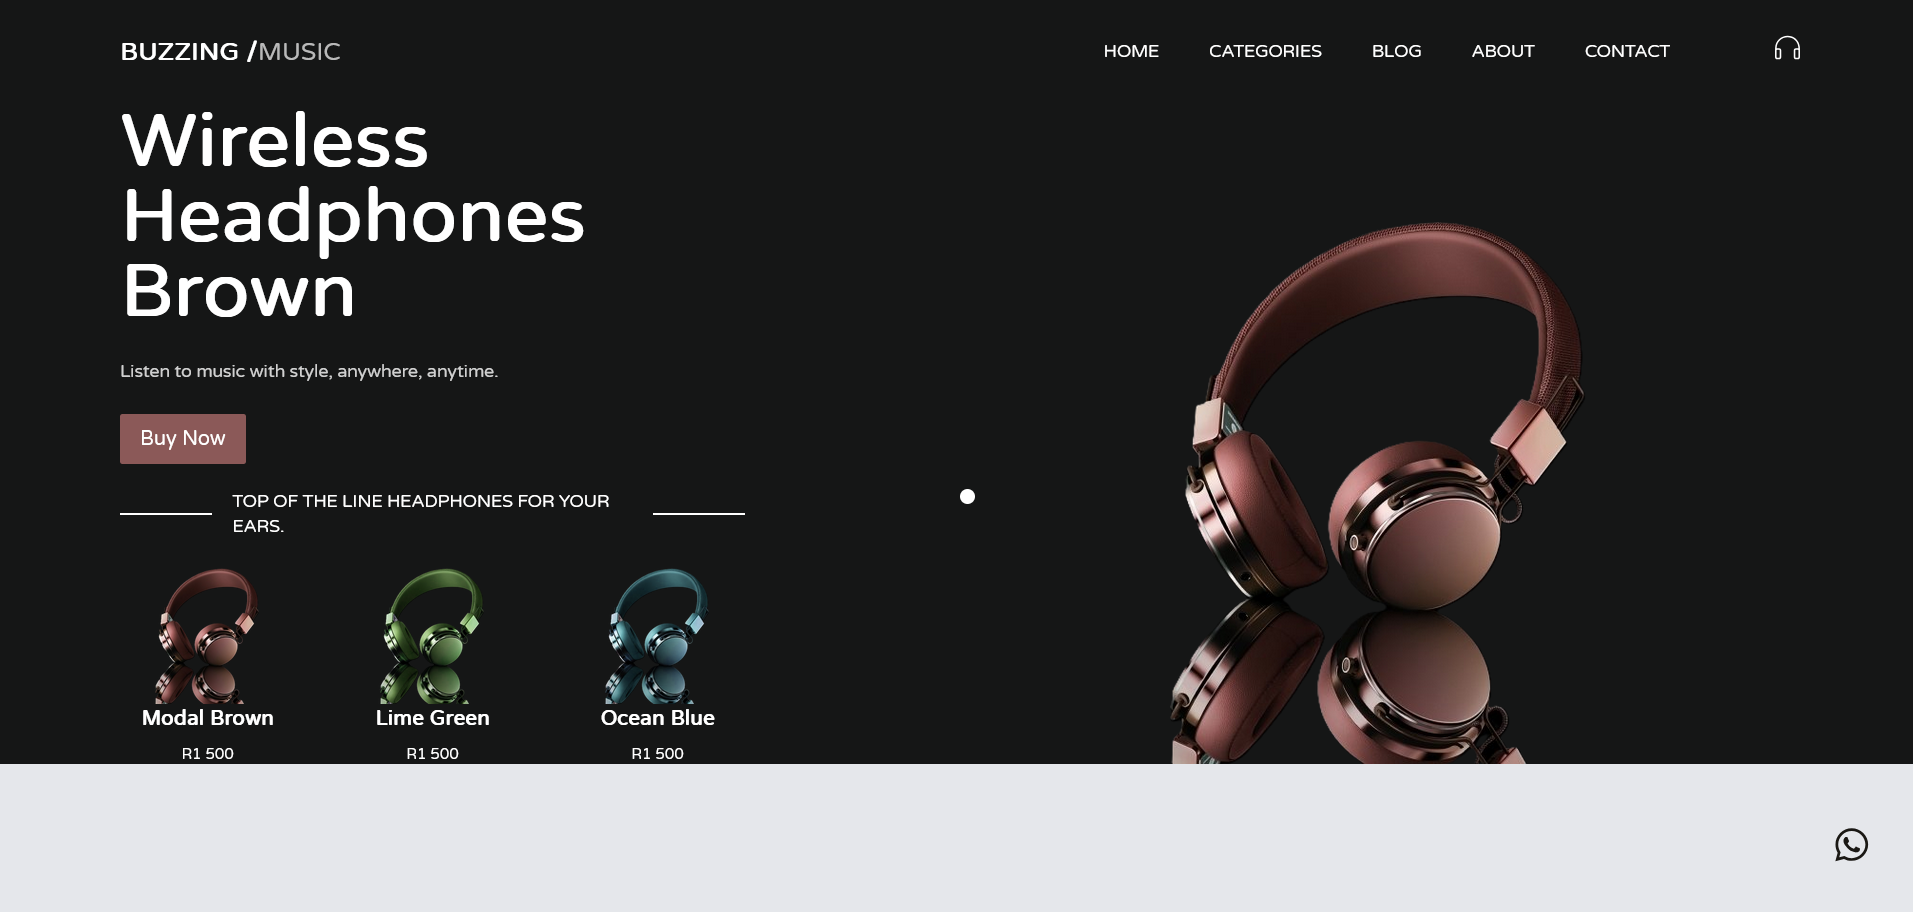 BUZZING /MUSIC
HOME
CATEGORIES
BLOG
ABOUT
CONTACT
Wireless
Headphones
Brown
Listen to music with style, anywhere, anytime.
Buy Now
TOP OF THE LINE HEADPHONES FOR YOUR
EARS.
Modal Brown
Lime Green
Ocean Blue
R1 500
R1 500
R1 500